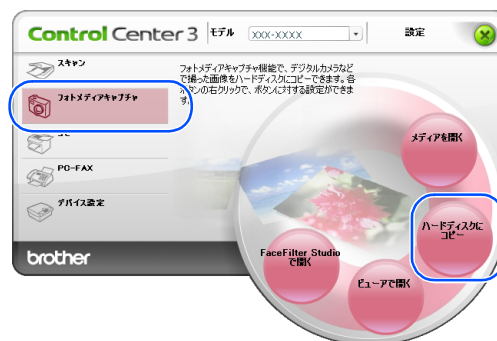 Control Center 3
モデル
XXX-XXXX
設定
スキャン
フォトメディアキャプチャ
コピー
PC-FAX
デバイス設定
brother
フォトメディアキャプチャ機能で、デジタルカメラなど
で撮った画像をハードディスクにコピーできます。各
ボタンの右クリックで、ボタンに対する設定ができま
す。
メディアを開く
ハードディスクに
コピー
ビューアで開く
FaceFilter Studio
で開く